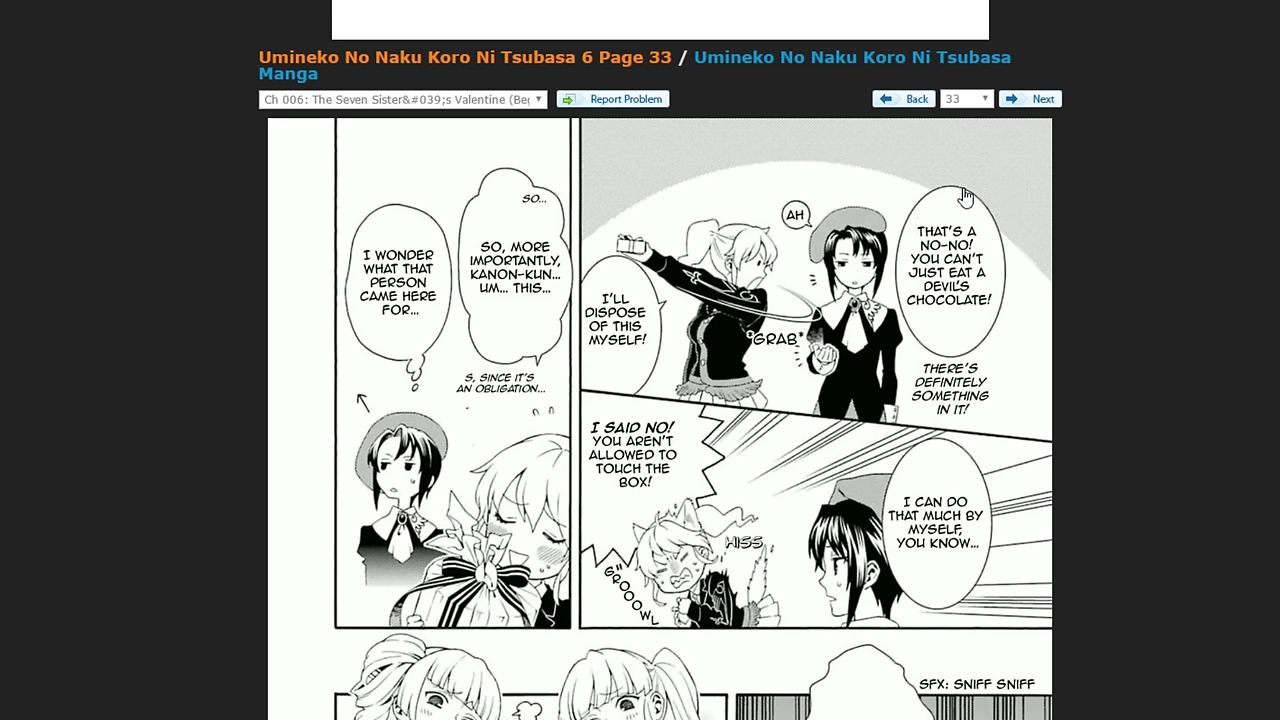 Umineko No Naku Koro Ni Tsubasa 6 Page 33 / Umineko No Naku Koro Ni Tsubasa
Manga
Ch 006: The Seven Sister&#039;s Valentine (Beg
Report Problem
Back
33
Next
THAT'S A
NO-NO!
YOU CAN'T
JUST EAT A
DEVIL'S
CHOCOLATE!
THERE'S
DEFINITELY
SOMETHING
IN IT!
AH
*GRAB*
I'LL
DISPOSE
OF THIS
MYSELF!
I CAN DO
THAT MUCH BY
MYSELF,
YOU KNOW...
I SAID NO!
YOU AREN'T
ALLOWED TO
TOUCH THE
BOX!
HISS
GROOOWL
SO...
SO, MORE
IMPORTANTLY,
KANON-KUN...
UM... THIS...
S, SINCE IT'S
AN OBLIGATION...
I WONDER
WHAT THAT
PERSON
CAME HERE
FOR...
SFX: SNIFF SNIFF